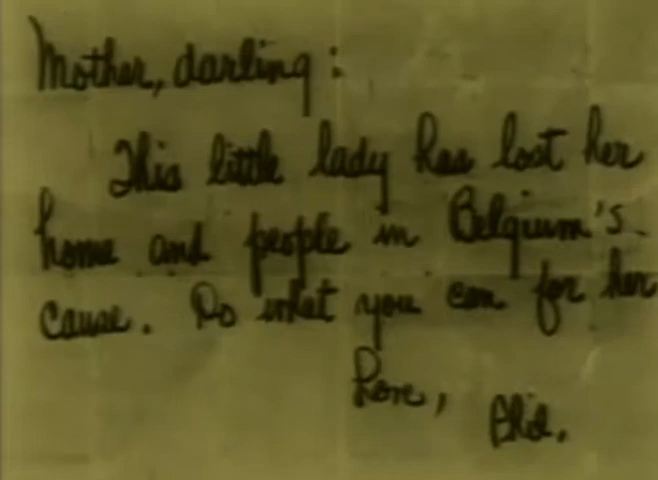 Mother, darling:
This little lady has lost her
home and people in Belgium's
cause. Do what you can for her
Love,
Phil.